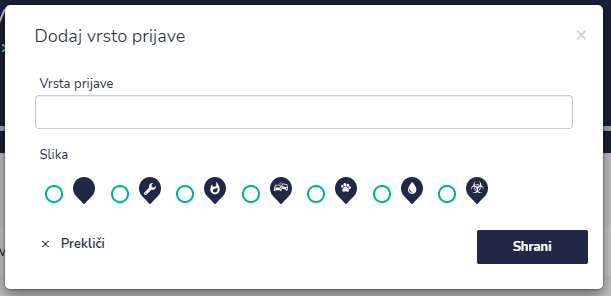 Dodaj vrsto prijave
Vrsta prijave
Slika
Prekliči
Shrani